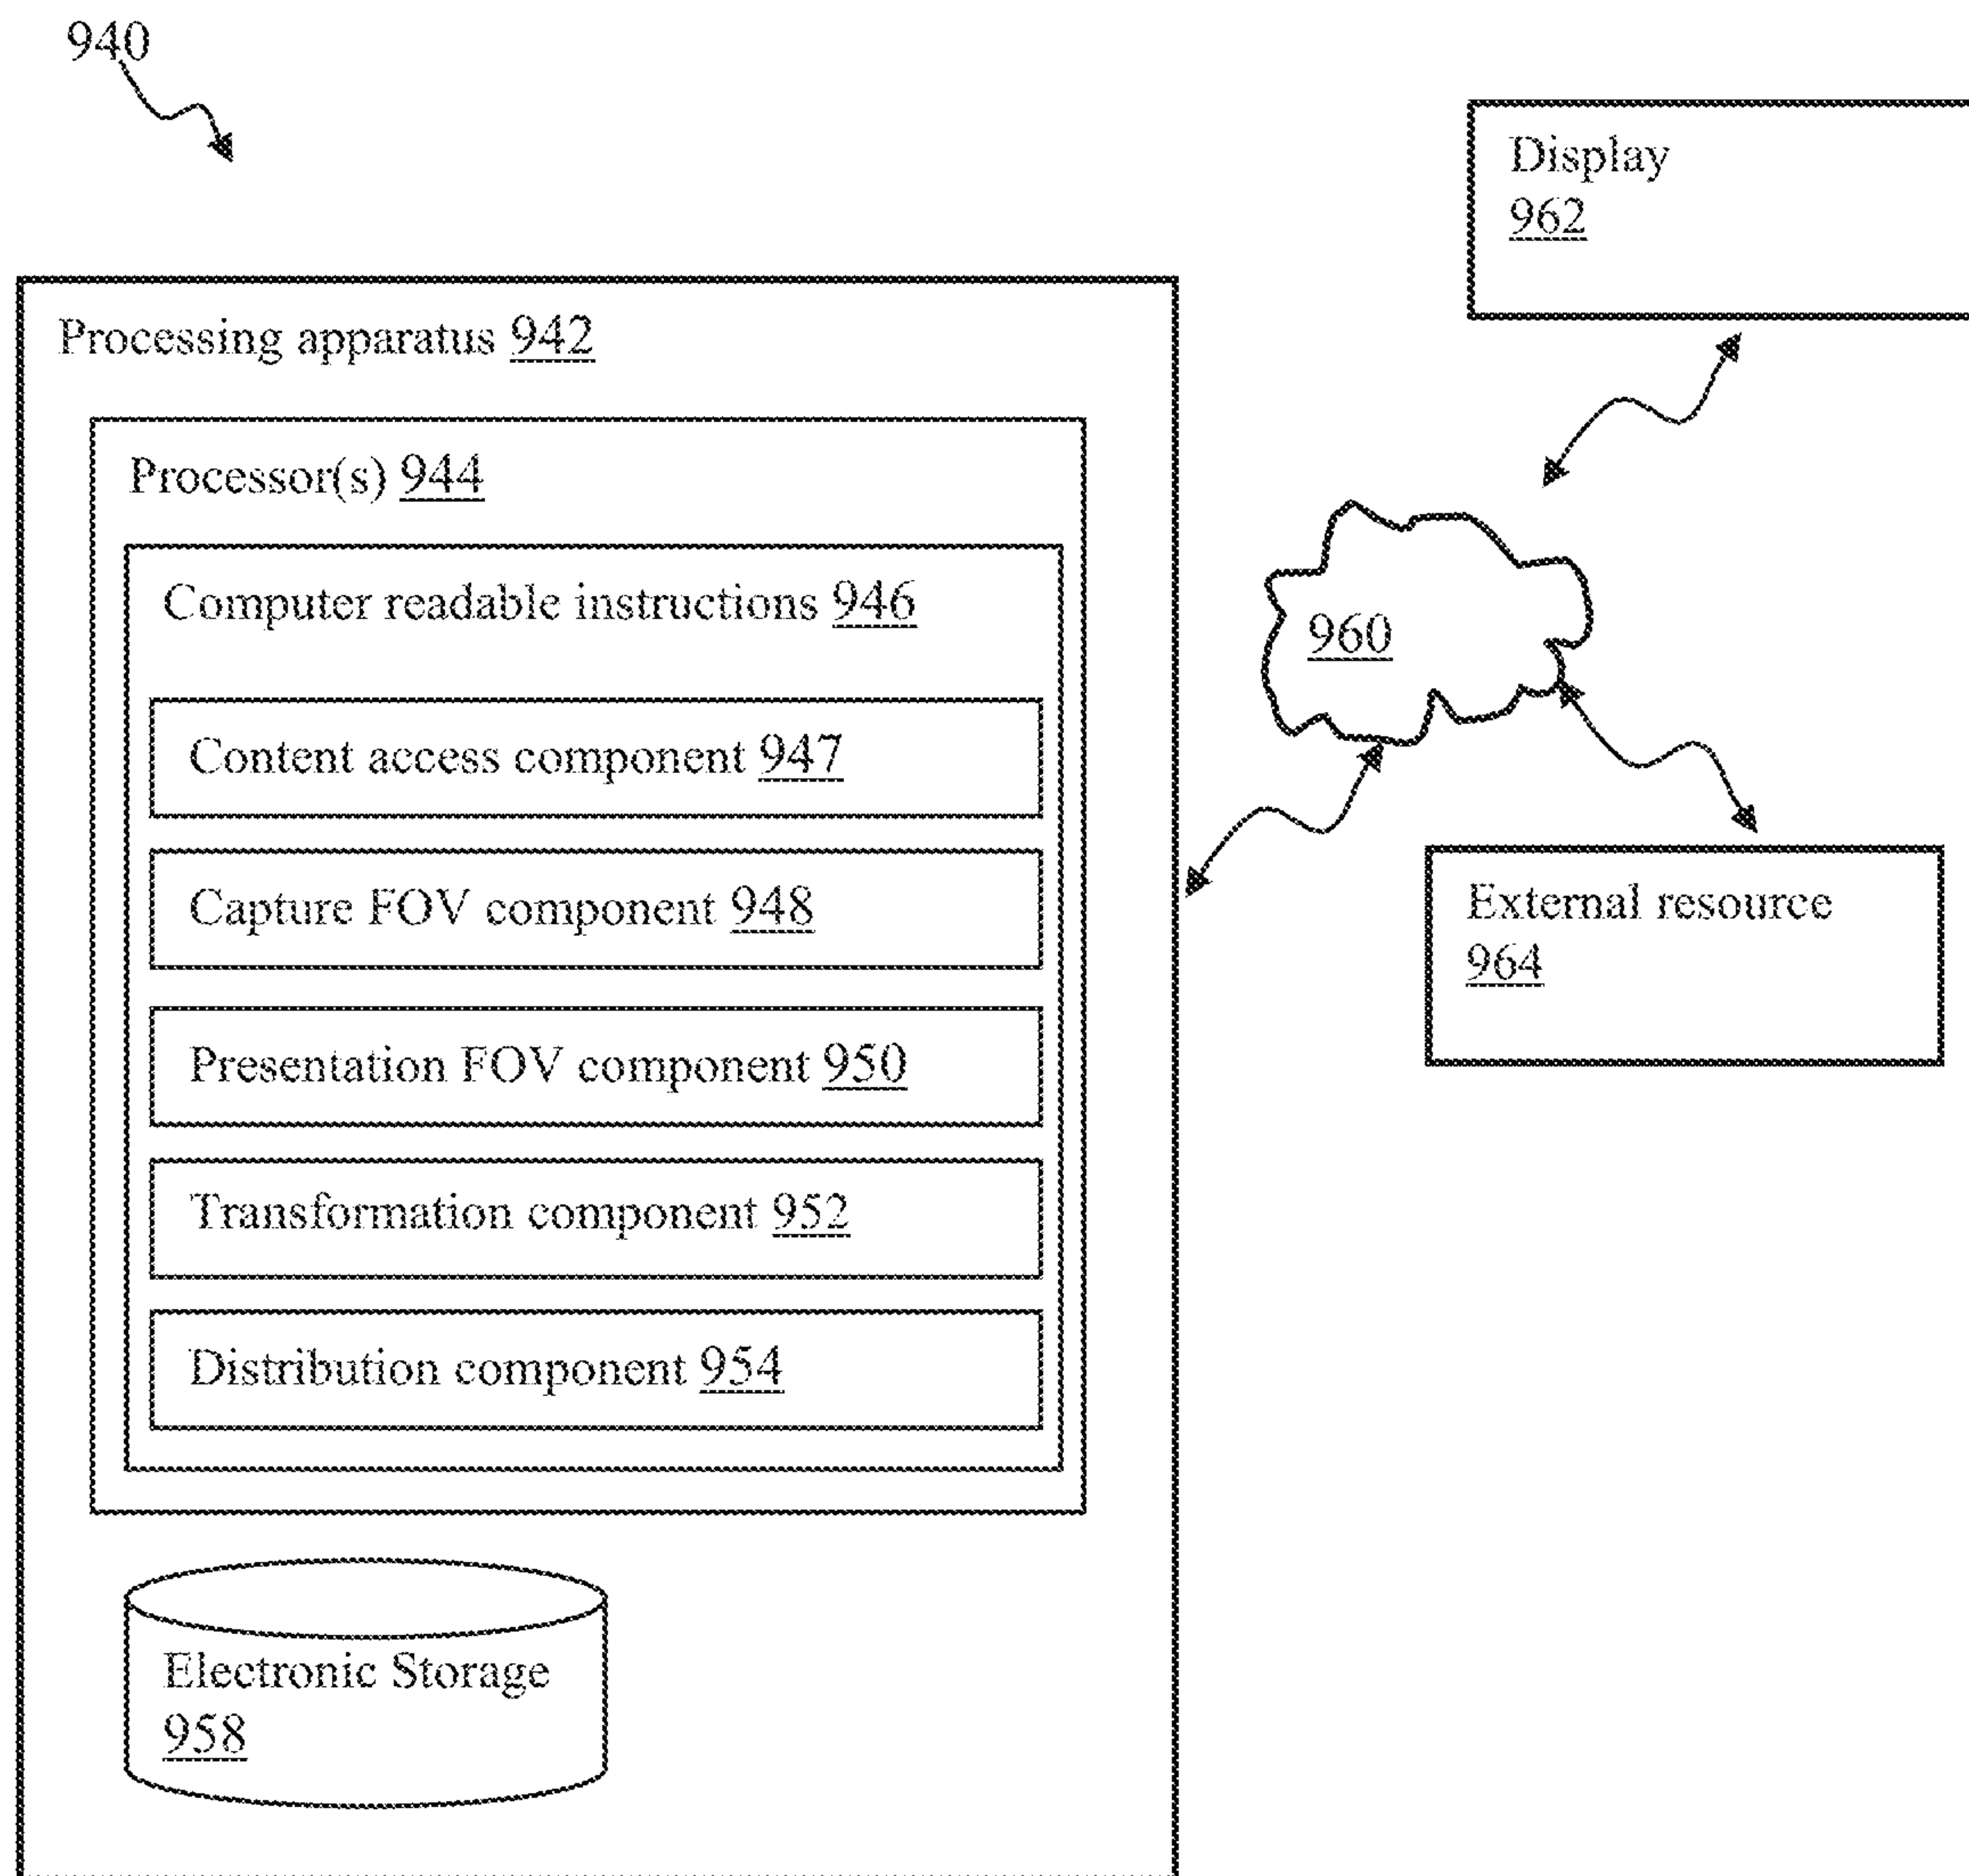 940
Display
962
Processing apparatus 942
Processor(s) 944
Computer readable instructions 946
960
Content access component 947
Capture FOV component 948
External resource
964
Presentation FOV component 950
Transformation component 952
Distribution component 954
Electronic Storage
958